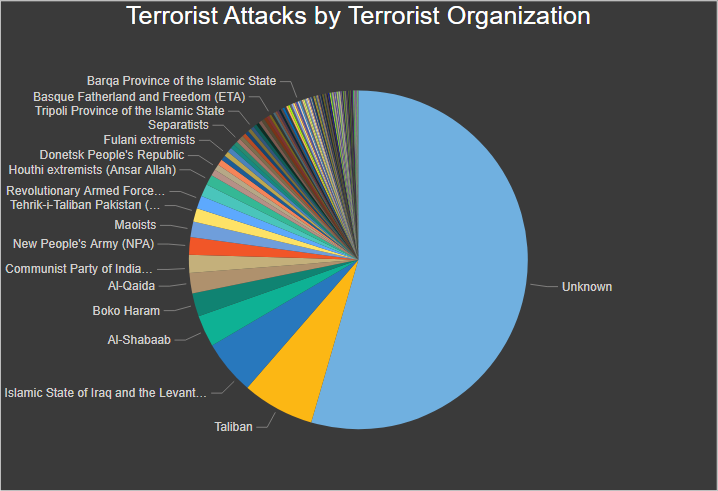 Terrorist Attacks by Terrorist Organization
Barqa Province of the Islamic State
Basque Fatherland and Freedom (ETA)
Tripoli Province of the Islamic State
Separatists
Fulani extremists
Donetsk People's Republic
Houthi extremists (Ansar Allah)
Revolutionary Armed Force...
Tehrik-i-Taliban Pakistan (...
Maoists
New People's Army (NPA)
Communist Party of India...
Al-Qaida
Boko Haram
Al-Shabaab
Islamic State of Iraq and the Levant...
Taliban
Unknown